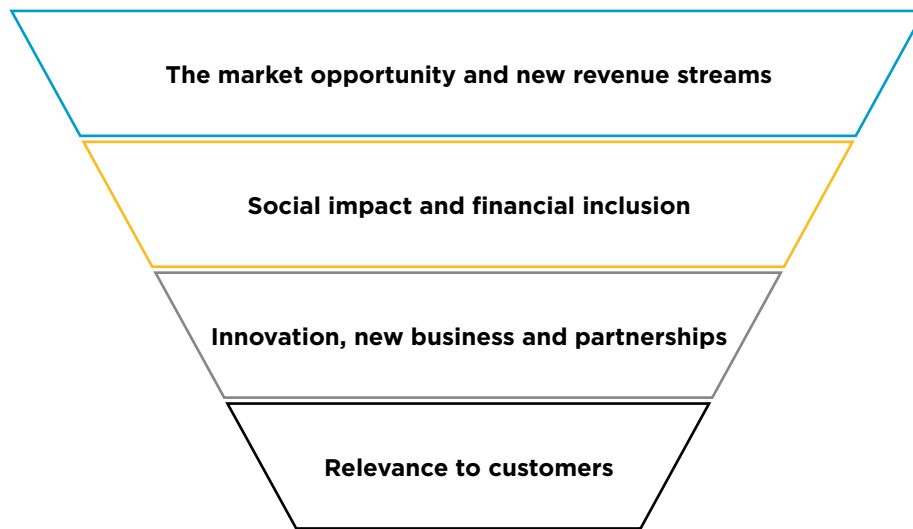 The market opportunity and new revenue streams
Social impact and financial inclusion
Innovation, new business and partnerships
Relevance to customers